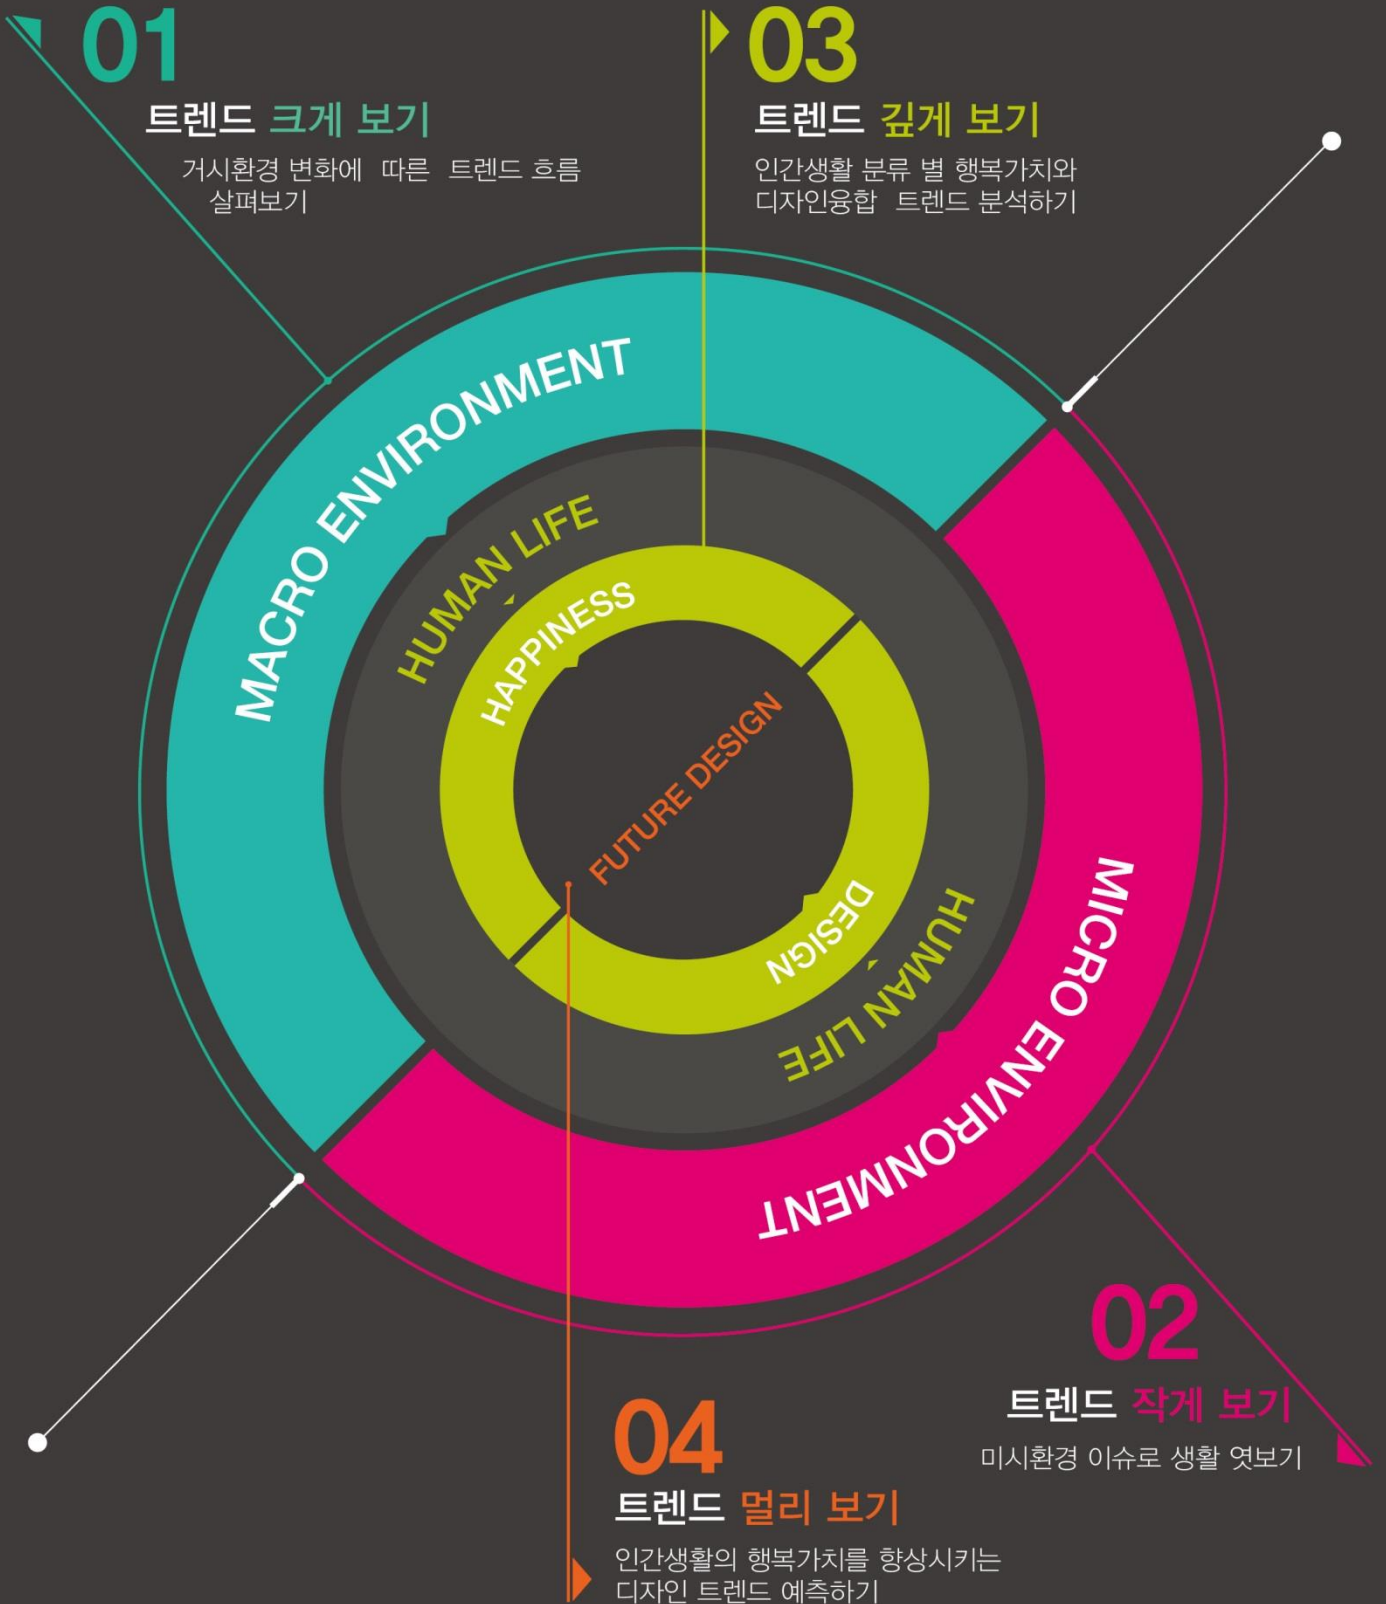 01
트렌드 크게 보기
거시환경 변화에 따른 트렌드 흐름
살펴보기
03
트렌드 깊게 보기
인간생활 분류 별 행복가치와
디자인융합 트렌드 분석하기
MACRO ENVIRONMENT
HUMAN LIFE
HAPPINESS
FUTURE DESIGN
DESIGN
HUMAN LIFE
MICRO ENVIRONMENT
02
트렌드 작게 보기
미시환경 이슈로 생활 엿보기
04
트렌드 멀리 보기
인간생활의 행복가치를 향상시키는
디자인 트렌드 예측하기